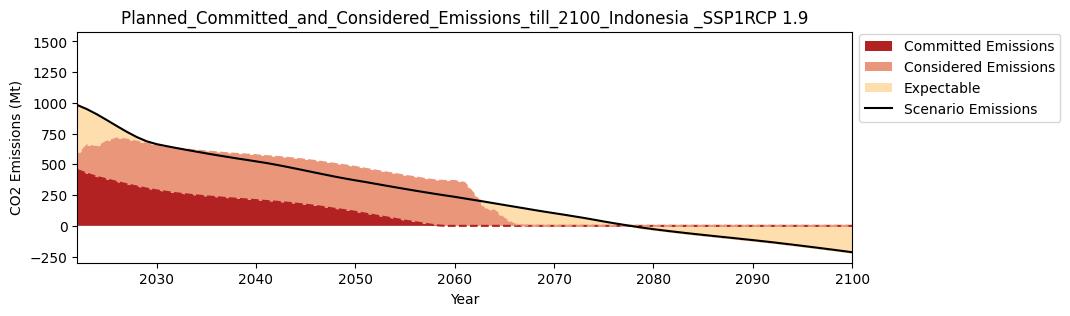 Planned_Committed_and_Considered_Emissions_till_2100_Indonesia _SSP1RCP 1.9
CO2 Emissions (Mt)
1500
1250
1000
750
500
250
0
−250
2030
2040
2050
2060
2070
2080
2090
2100
Year
Committed Emissions
Considered Emissions
Expectable
Scenario Emissions